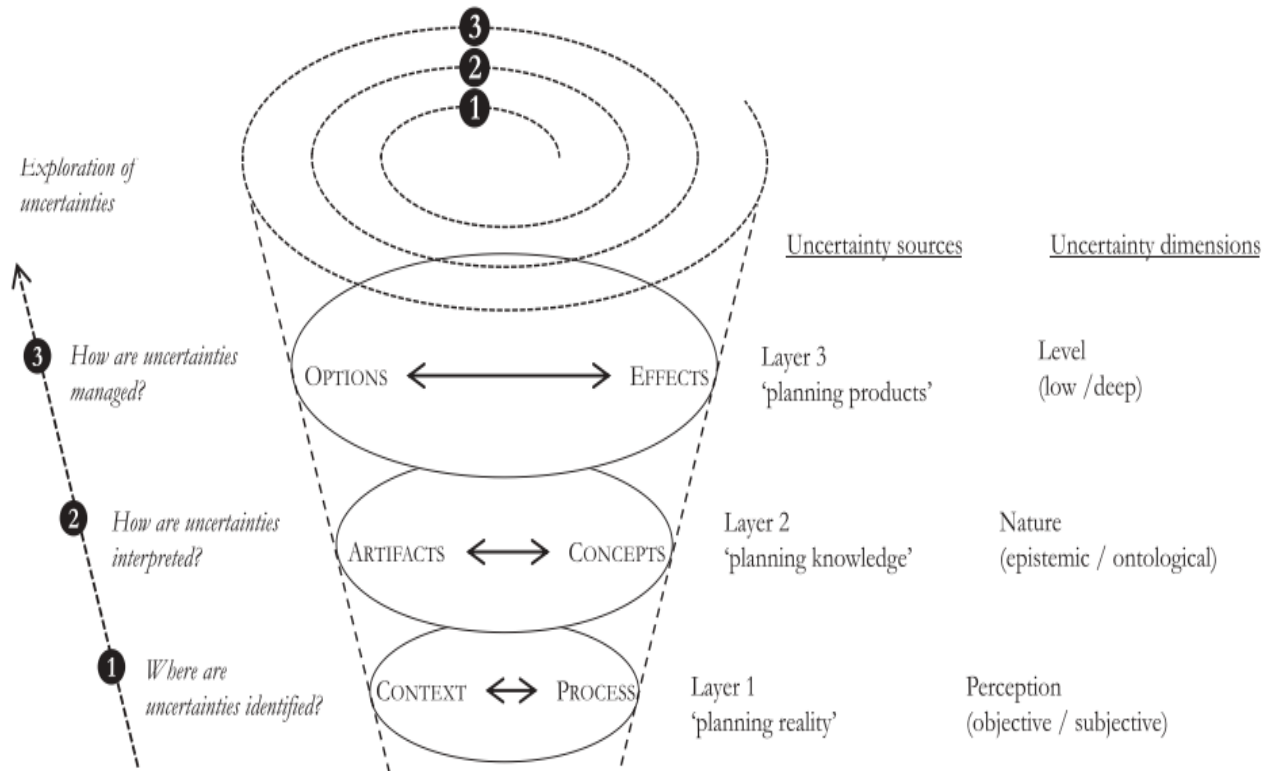 3
2
1
Exploration of
uncertainties
Uncertainty sources
Uncertainty dimensions
3
How are uncertainties
managed?
OPTIONS
EFFECTS
Layer 3
‘planning products’
Level
(low /deep)
2
How are uncertainties
interpreted?
ARTIFACTS
CONCEPTS
Layer 2
‘planning knowledge’
Nature
(epistemic / ontological)
1
Where are
uncertainties identified?
CONTEXT
PROCESS
Layer 1
‘planning reality’
Perception
(objective / subjective)